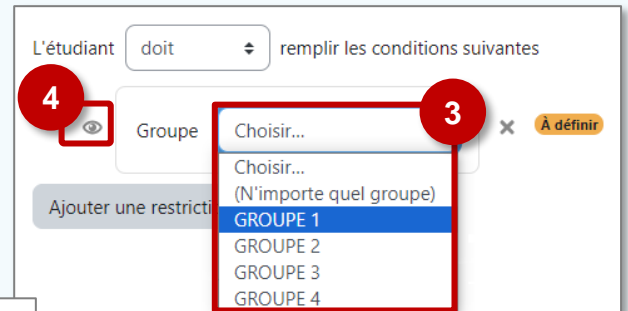 L'étudiant doit remplir les conditions suivantes
4
3
Groupe Choisir... À définir
Choisir...
(N'importe quel groupe)
Ajouter une restricti
GROUPE 1
GROUPE 2
GROUPE 3
GROUPE 4